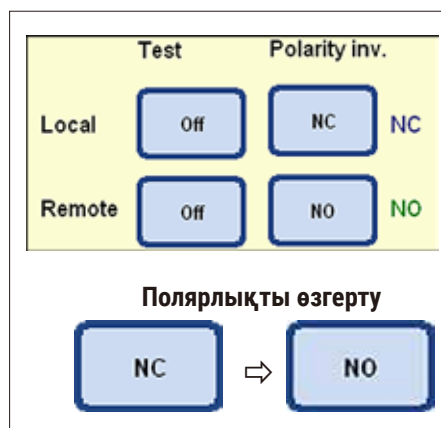 Test Polarity inv.
Local Off NC NC
Remote Off NO NO
Полярлықты өзгерту
NC ⇨ NO